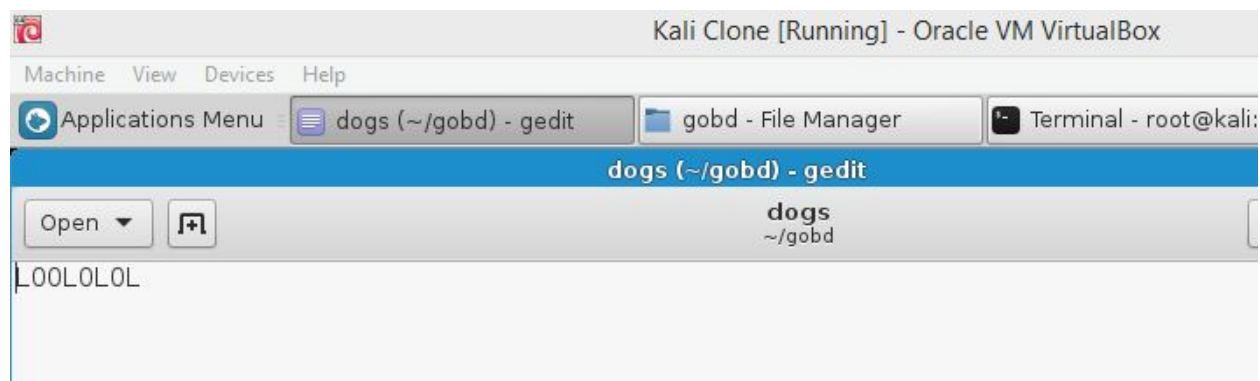 Kali Clone [Running] - Oracle VM VirtualBox
Machine View Devices Help
Applications Menu dogs (~/gobd) - gedit gobd - File Manager Terminal - root@kali:
dogs (~/gobd) - gedit
Open dogs
~/gobd
L00L0L0L